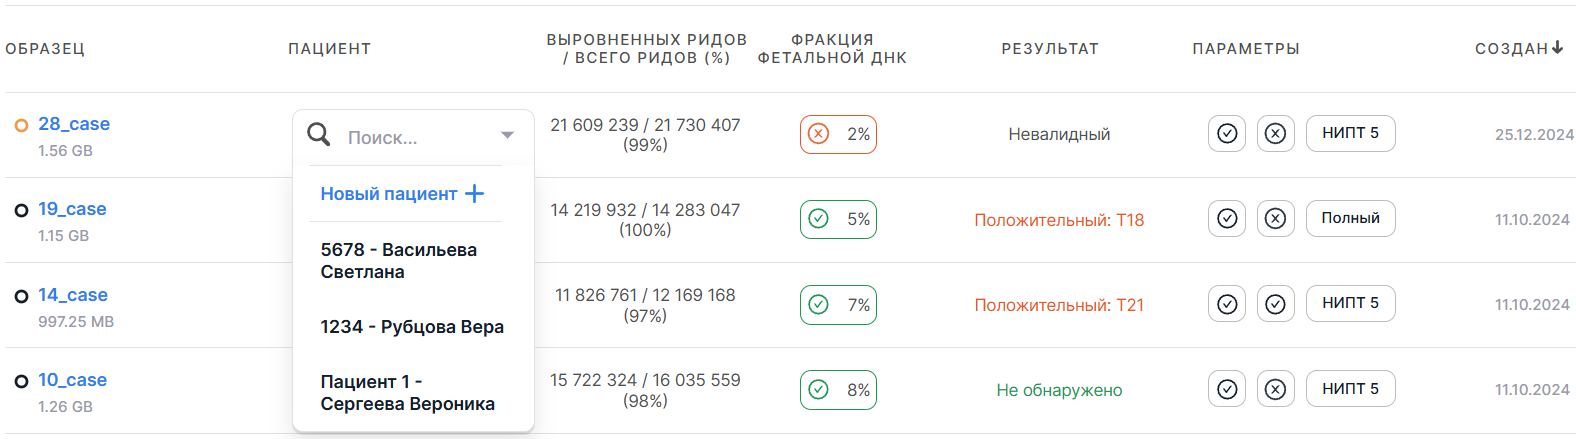 ОБРАЗЕЦ
ПАЦИЕНТ
ВЫРОВНЕННЫХ РИДОВ
/ ВСЕГО РИДОВ (%)
ФРАКЦИЯ
ФЕТАЛЬНОЙ ДНК
РЕЗУЛЬТАТ
ПАРАМЕТРЫ
СОЗДАН
28_case
1.56 GB
Поиск...
21 609 239 / 21 730 407
(99%)
2%
Невалидный
НИПТ 5
25.12.2024
Новый пациент
19_case
1.15 GB
14 219 932 / 14 283 047
(100%)
5%
Положительный: T18
Полный
11.10.2024
5678 - Васильева
Светлана
14_case
997.25 MB
11 826 761 / 12 169 168
(97%)
7%
Положительный: T21
НИПТ 5
11.10.2024
1234 - Рубцова Вера
10_case
1.26 GB
Пациент 1 -
Сергеева Вероника
15 722 324 / 16 035 559
(98%)
8%
Не обнаружено
НИПТ 5
11.10.2024